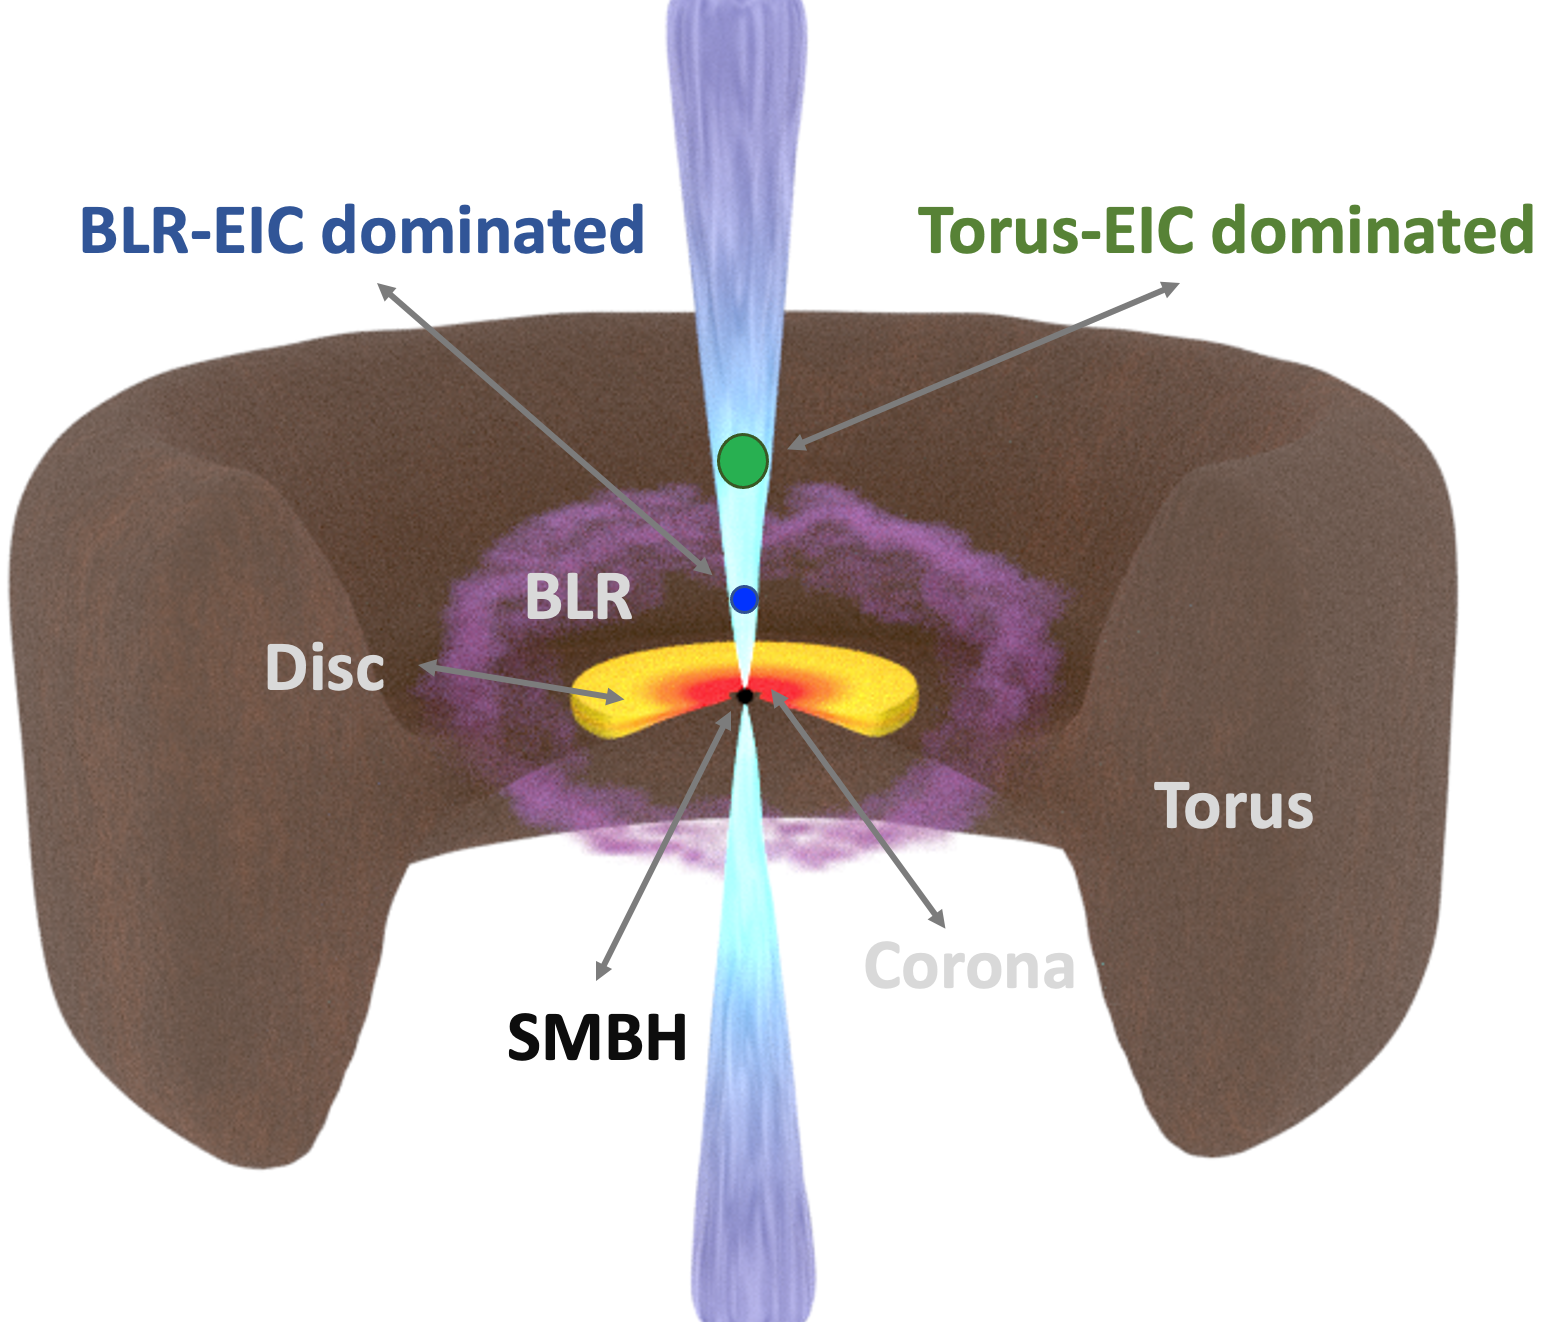 BLR-EIC dominated
Torus-EIC dominated
BLR
Disc
Torus
Corona
SMBH